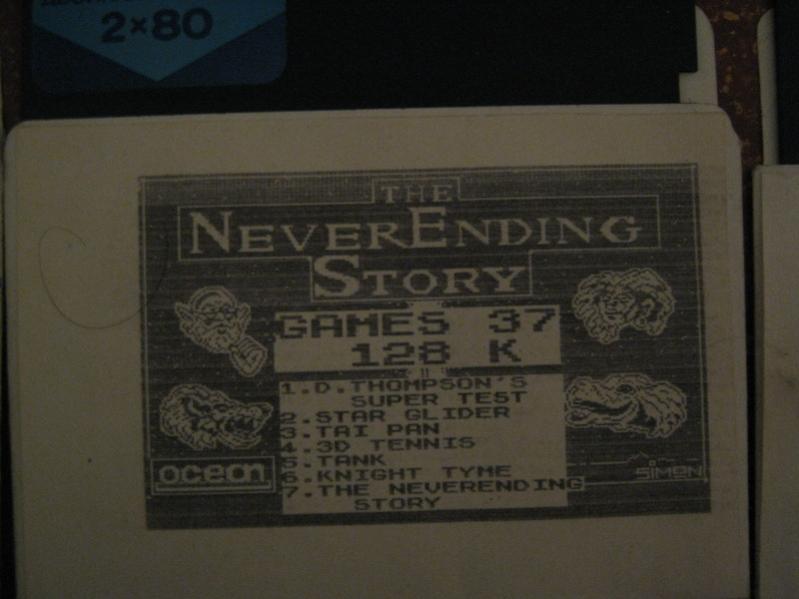 2×80
THE
NEVERENDING
STORY
GAMES 37
128 K
1.D.THOMPSON'S
SUPER TEST
2.STAR GLIDER
3.TAI PAN
4.3D TENNIS
5.TANK
6.KNIGHT TYME
7.THE NEVERENDING
STORY
ocean
SIMON